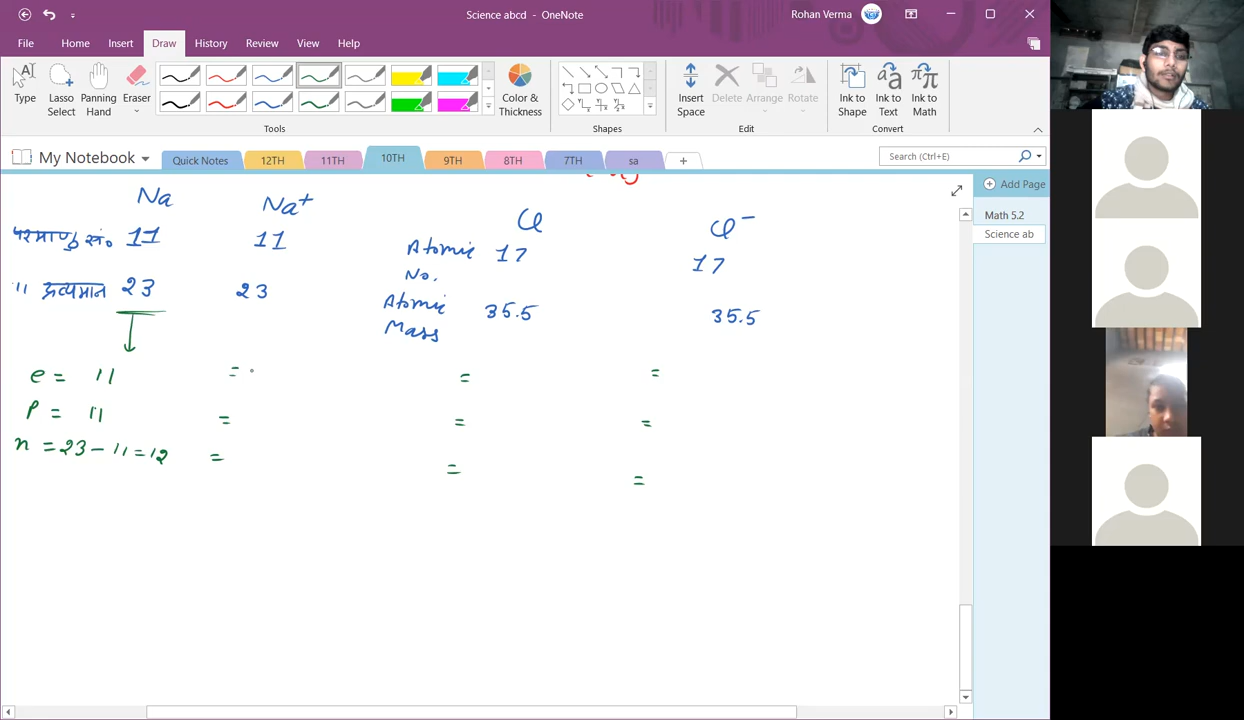 Science abcd - OneNote
Rohan Verma
File Home Insert Draw History Review View Help
Type
Lasso Select
Panning Hand
Eraser
Color & Thickness
Insert Space
Delete
Arrange
Rotate
Ink to Shape
Ink to Text
Ink to Math
Tools
Shapes
Edit
Convert
My Notebook
Quick Notes 12TH 11TH 10TH 9TH 8TH 7TH sa +
Search (Ctrl+E)
Add Page
Math 5.2
Science ab
Na Na+ Cl Cl−
परमाणु सं० 11 11 Atomic No. 17 17
" द्रव्यमान 23 23 Atomic Mass 35.5 35.5
e = 11 = = =
P = 11 = = =
n = 23 - 11 = 12 = = =